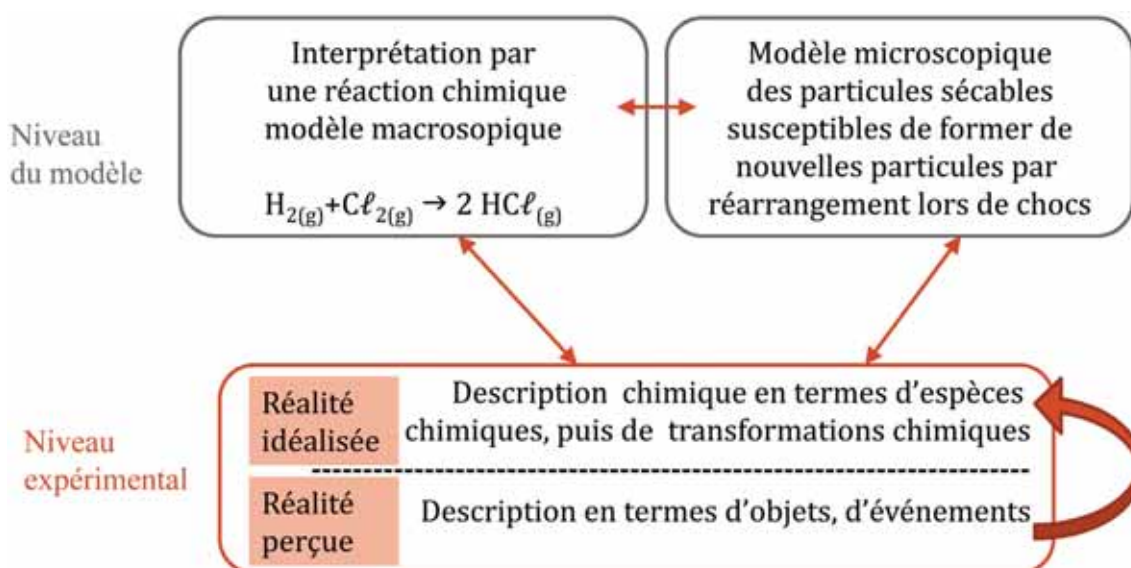 Interprétation par
une réaction chimique
modèle macrosopique
H2(g)+Cℓ2(g) → 2 HCℓ(g)
Modèle microscopique
des particules sécables
susceptibles de former de
nouvelles particules par
réarrangement lors de chocs
Niveau
du modèle
Niveau
expérimental
Réalité
idéalisée
Description chimique en termes d'espèces
chimiques, puis de transformations chimiques
Réalité
perçue
Description en termes d'objets, d'événements